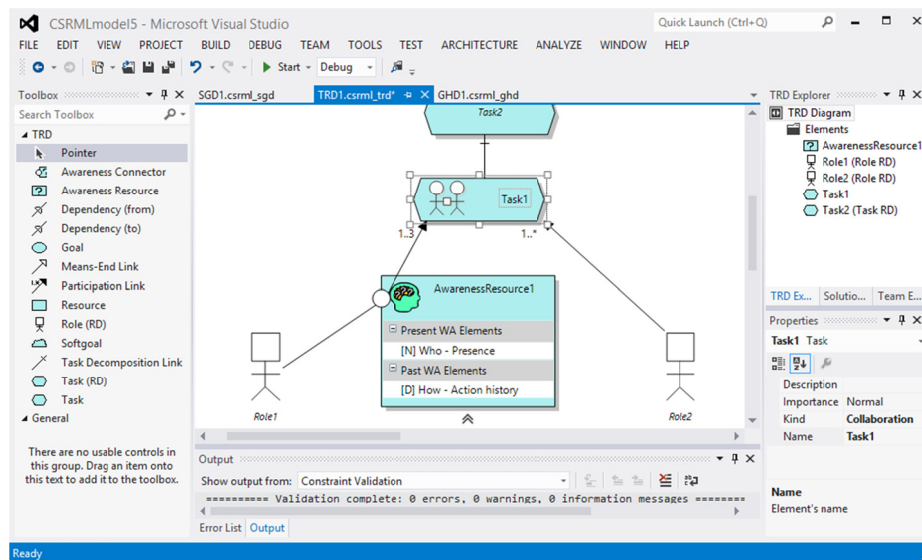 CSRMLmodel5 - Microsoft Visual Studio
Quick Launch (Ctrl+Q)
FILE EDIT VIEW PROJECT BUILD DEBUG TEAM TOOLS TEST ARCHITECTURE ANALYZE WINDOW HELP
Start Debug
Toolbox
Search Toolbox
TRD
Pointer
Awareness Connector
Awareness Resource
Dependency (from)
Dependency (to)
Goal
Means-End Link
Participation Link
Resource
Role (RD)
Softgoal
Task Decomposition Link
Task (RD)
Task
General
There are no usable controls in
this group. Drag an item onto
this text to add it to the toolbox.
SGD1.csrml_sgd TRD1.csrml_trd* GHD1.csrml_ghd
Task2
Task1
1..3 1..*
AwarenessResource1
Present WA Elements
[N] Who - Presence
Past WA Elements
[D] How - Action history
Role1 Role2
Output
Show output from: Constraint Validation
========== Validation complete: 0 errors, 0 warnings, 0 information messages ========
Error List Output
TRD Explorer
TRD Diagram
Elements
AwarenessResource1
Role1 (Role RD)
Role2 (Role RD)
Task1
Task2 (Task RD)
TRD Ex... Solutio... Team E...
Properties
Task1 Task
Description
Importance Normal
Kind Collaboration
Name Task1
Name
Element's name
Ready